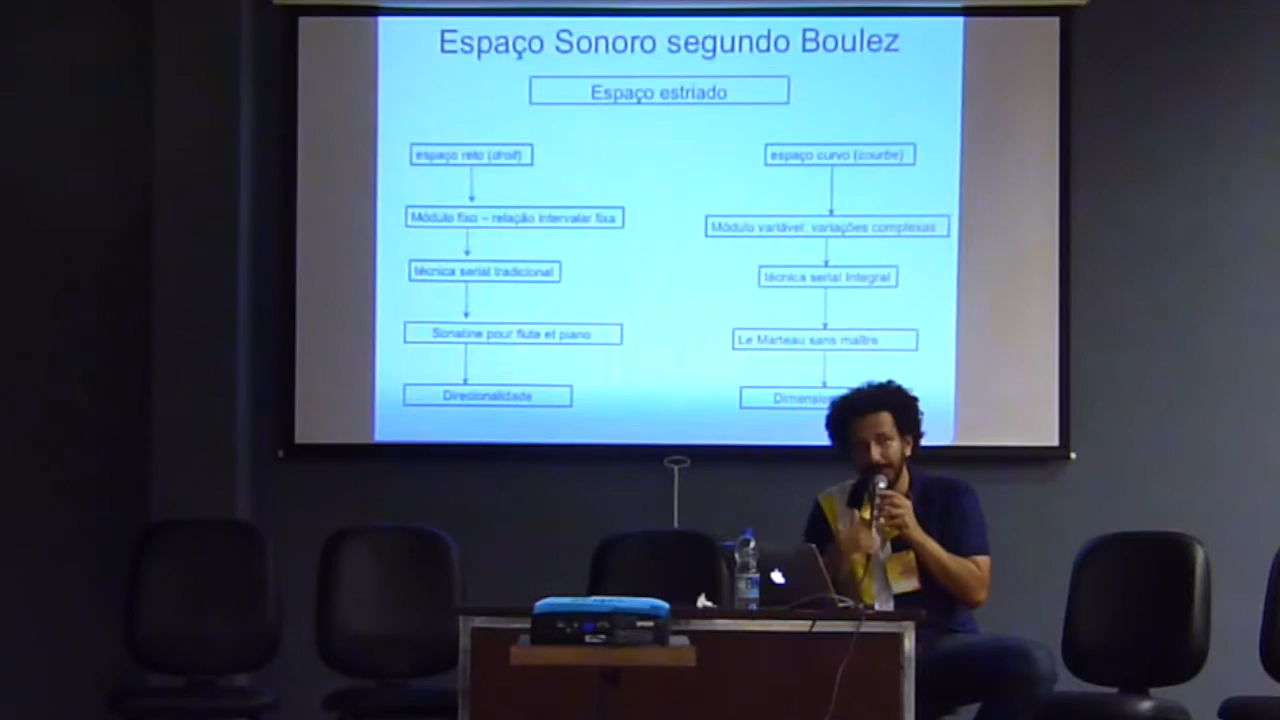 Espaço Sonoro segundo Boulez
Espaço estriado
espaço reto (droit)
Módulo fixo – relação intervalar fixa
técnica serial tradicional
Sonatine pour flute et piano
Direcionalidade
espaço curvo (courbe)
Módulo variável: variações complexas
técnica serial Integral
Le Marteau sans maître